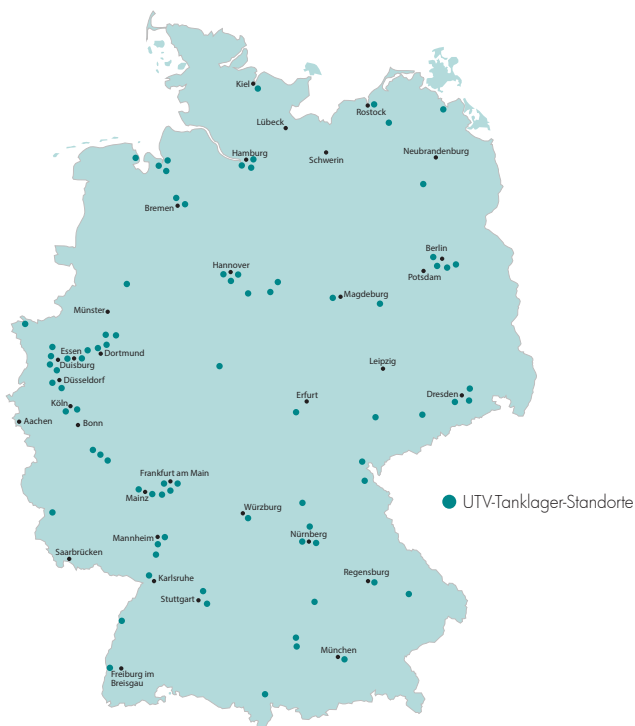 Kiel
Rostock
Lübeck
Hamburg
Schwerin
Neubrandenburg
Bremen
Berlin
Hannover
Potsdam
Magdeburg
Münster
Essen
Dortmund
Duisburg
Leipzig
Düsseldorf
Dresden
Köln
Erfurt
Aachen
Bonn
Frankfurt am Main
Mainz
UTV-Tanklager-Standorte
Würzburg
Mannheim
Nürnberg
Saarbrücken
Regensburg
Karlsruhe
Stuttgart
München
Freiburg im
Breisgau